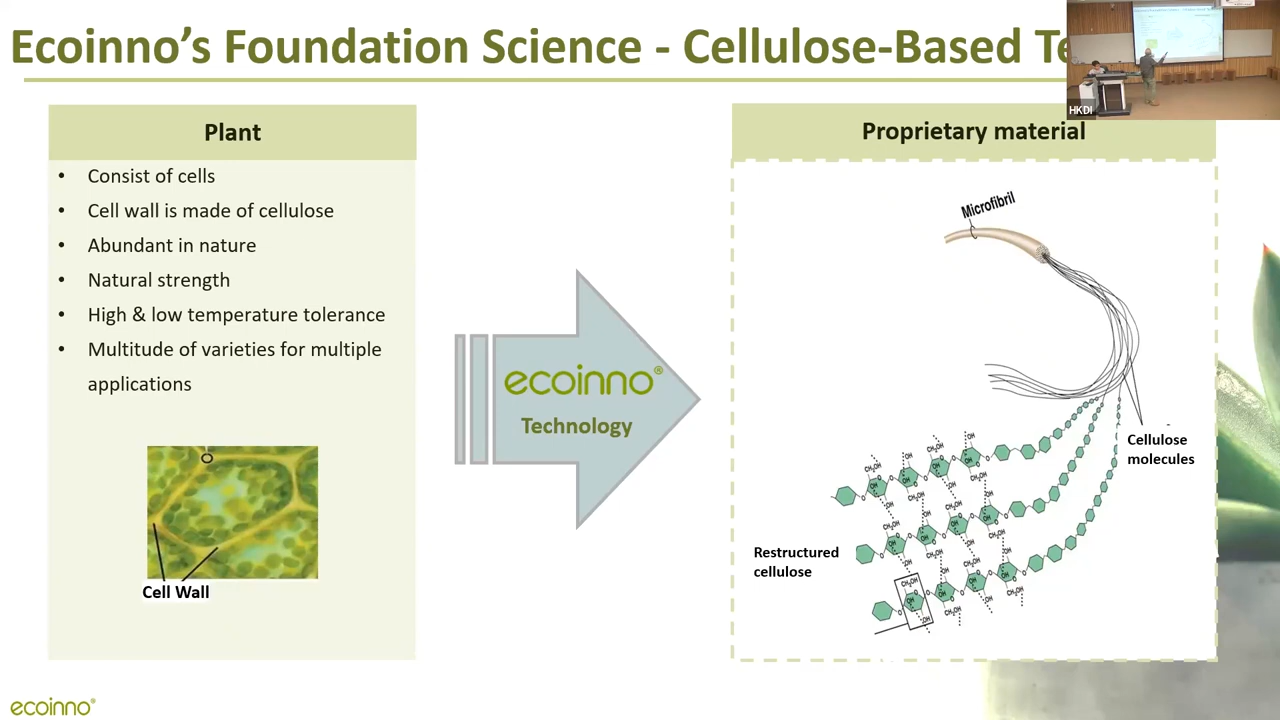 Ecoinno's Foundation Science - Cellulose-Based Te
HKDI
Plant
• Consist of cells
• Cell wall is made of cellulose
• Abundant in nature
• Natural strength
• High & low temperature tolerance
• Multitude of varieties for multiple
applications
Cell Wall
ecoinno®
Technology
Proprietary material
Microfibril
Cellulose
molecules
Restructured
cellulose
CH₂OH
OH
O
ecoinno®